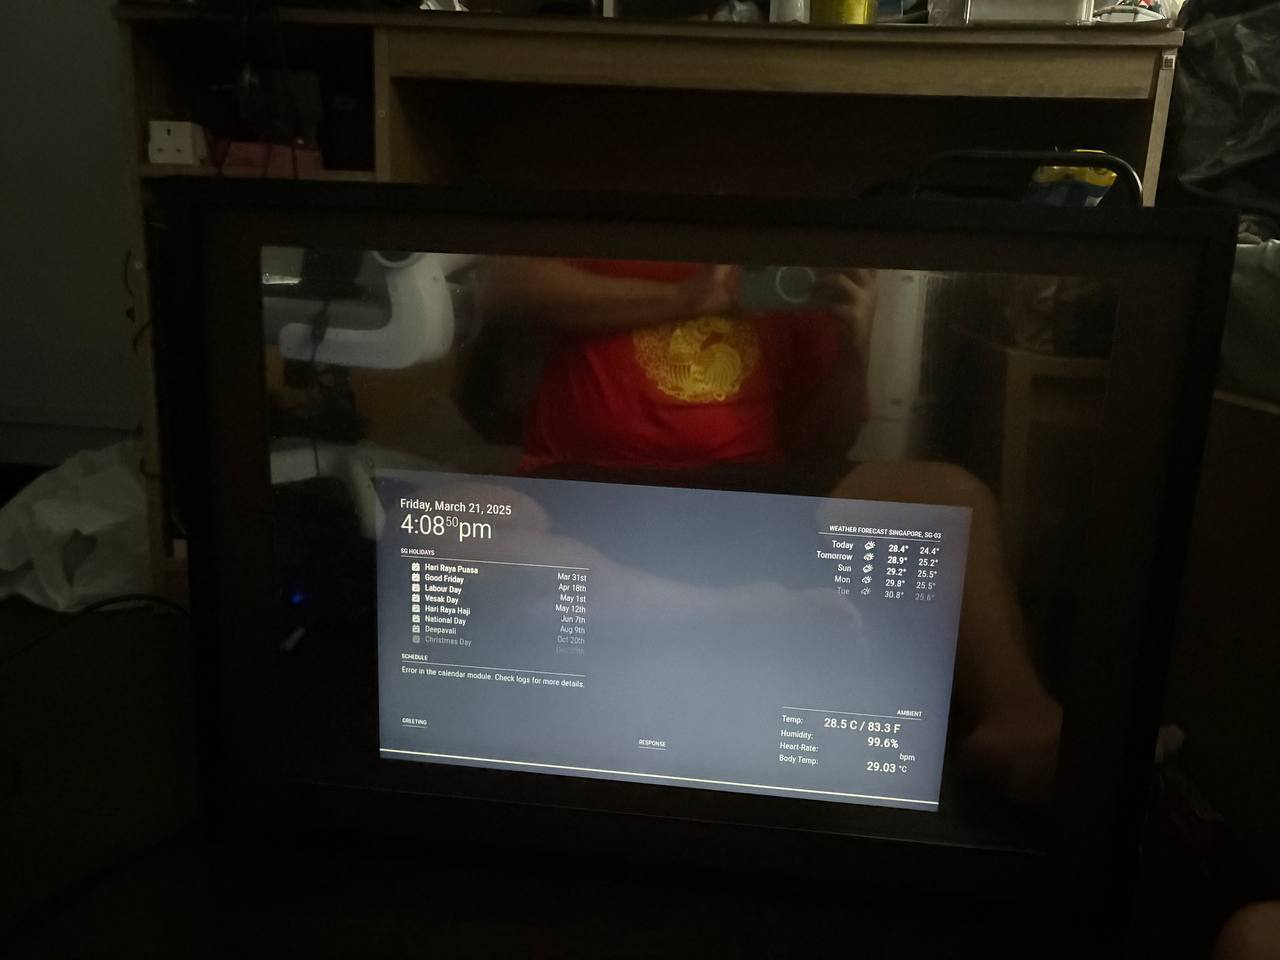 Friday, March 21, 2025
4:08 50 pm
SG HOLIDAYS
Hari Raya Puasa Mar 31st
Good Friday Apr 18th
Labour Day May 1st
Vesak Day May 12th
Hari Raya Haji Jun 7th
National Day Aug 9th
Deepavali Oct 20th
Christmas Day Dec 25th
SCHEDULE
Error in the calendar module. Check logs for more details.
GREETING
RESPONSE
WEATHER FORECAST SINGAPORE, SG-03
Today 28.4° 24.4°
Tomorrow 28.9° 25.2°
Sun 29.2° 25.5°
Mon 29.8° 25.5°
Tue 30.8° 25.6°
AMBIENT
Temp: 28.5 C / 83.3 F
Humidity: 99.6%
Heart-Rate: bpm
Body Temp: 29.03 °C